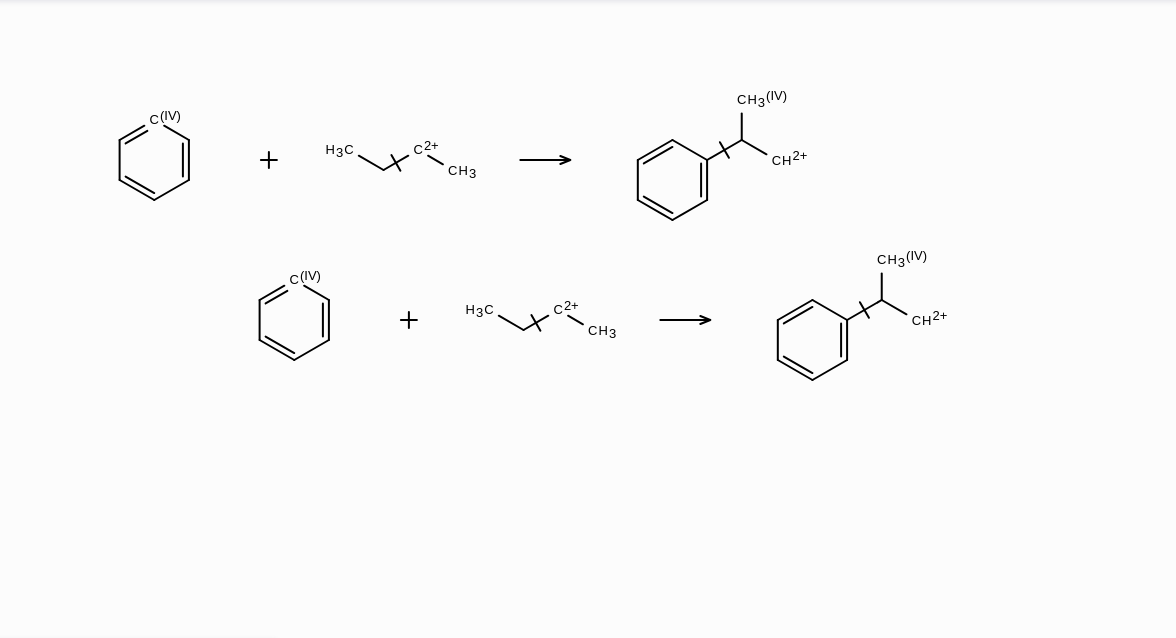 C(IV) + H3C C2+ CH3 → CH3(IV) CH2+
C(IV) + H3C C2+ CH3 → CH3(IV) CH2+